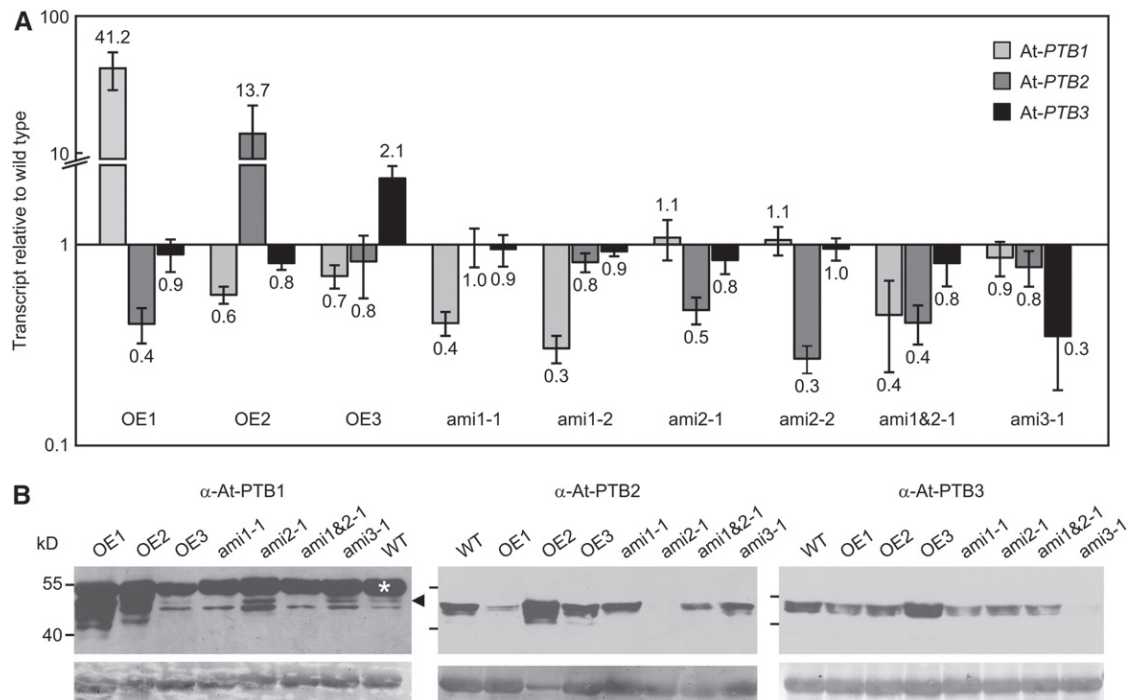 A
100
10
1
0.1
Transcript relative to wild type
At-PTB1
At-PTB2
At-PTB3
41.2
0.4
0.9
0.6
13.7
0.8
0.7
0.8
2.1
0.4
1.0
0.9
0.3
0.8
0.9
1.1
0.5
0.8
1.1
0.3
1.0
0.4
0.4
0.8
0.9
0.8
0.3
OE1 OE2 OE3 ami1-1 ami1-2 ami2-1 ami2-2 ami1&2-1 ami3-1
B
α-At-PTB1 α-At-PTB2 α-At-PTB3
kD
OE1 OE2 OE3 ami1-1 ami2-1 ami1&2-1 ami3-1 WT
WT OE1 OE2 OE3 ami1-1 ami2-1 ami1&2-1 ami3-1
WT OE1 OE2 OE3 ami1-1 ami2-1 ami1&2-1 ami3-1
55
*
40